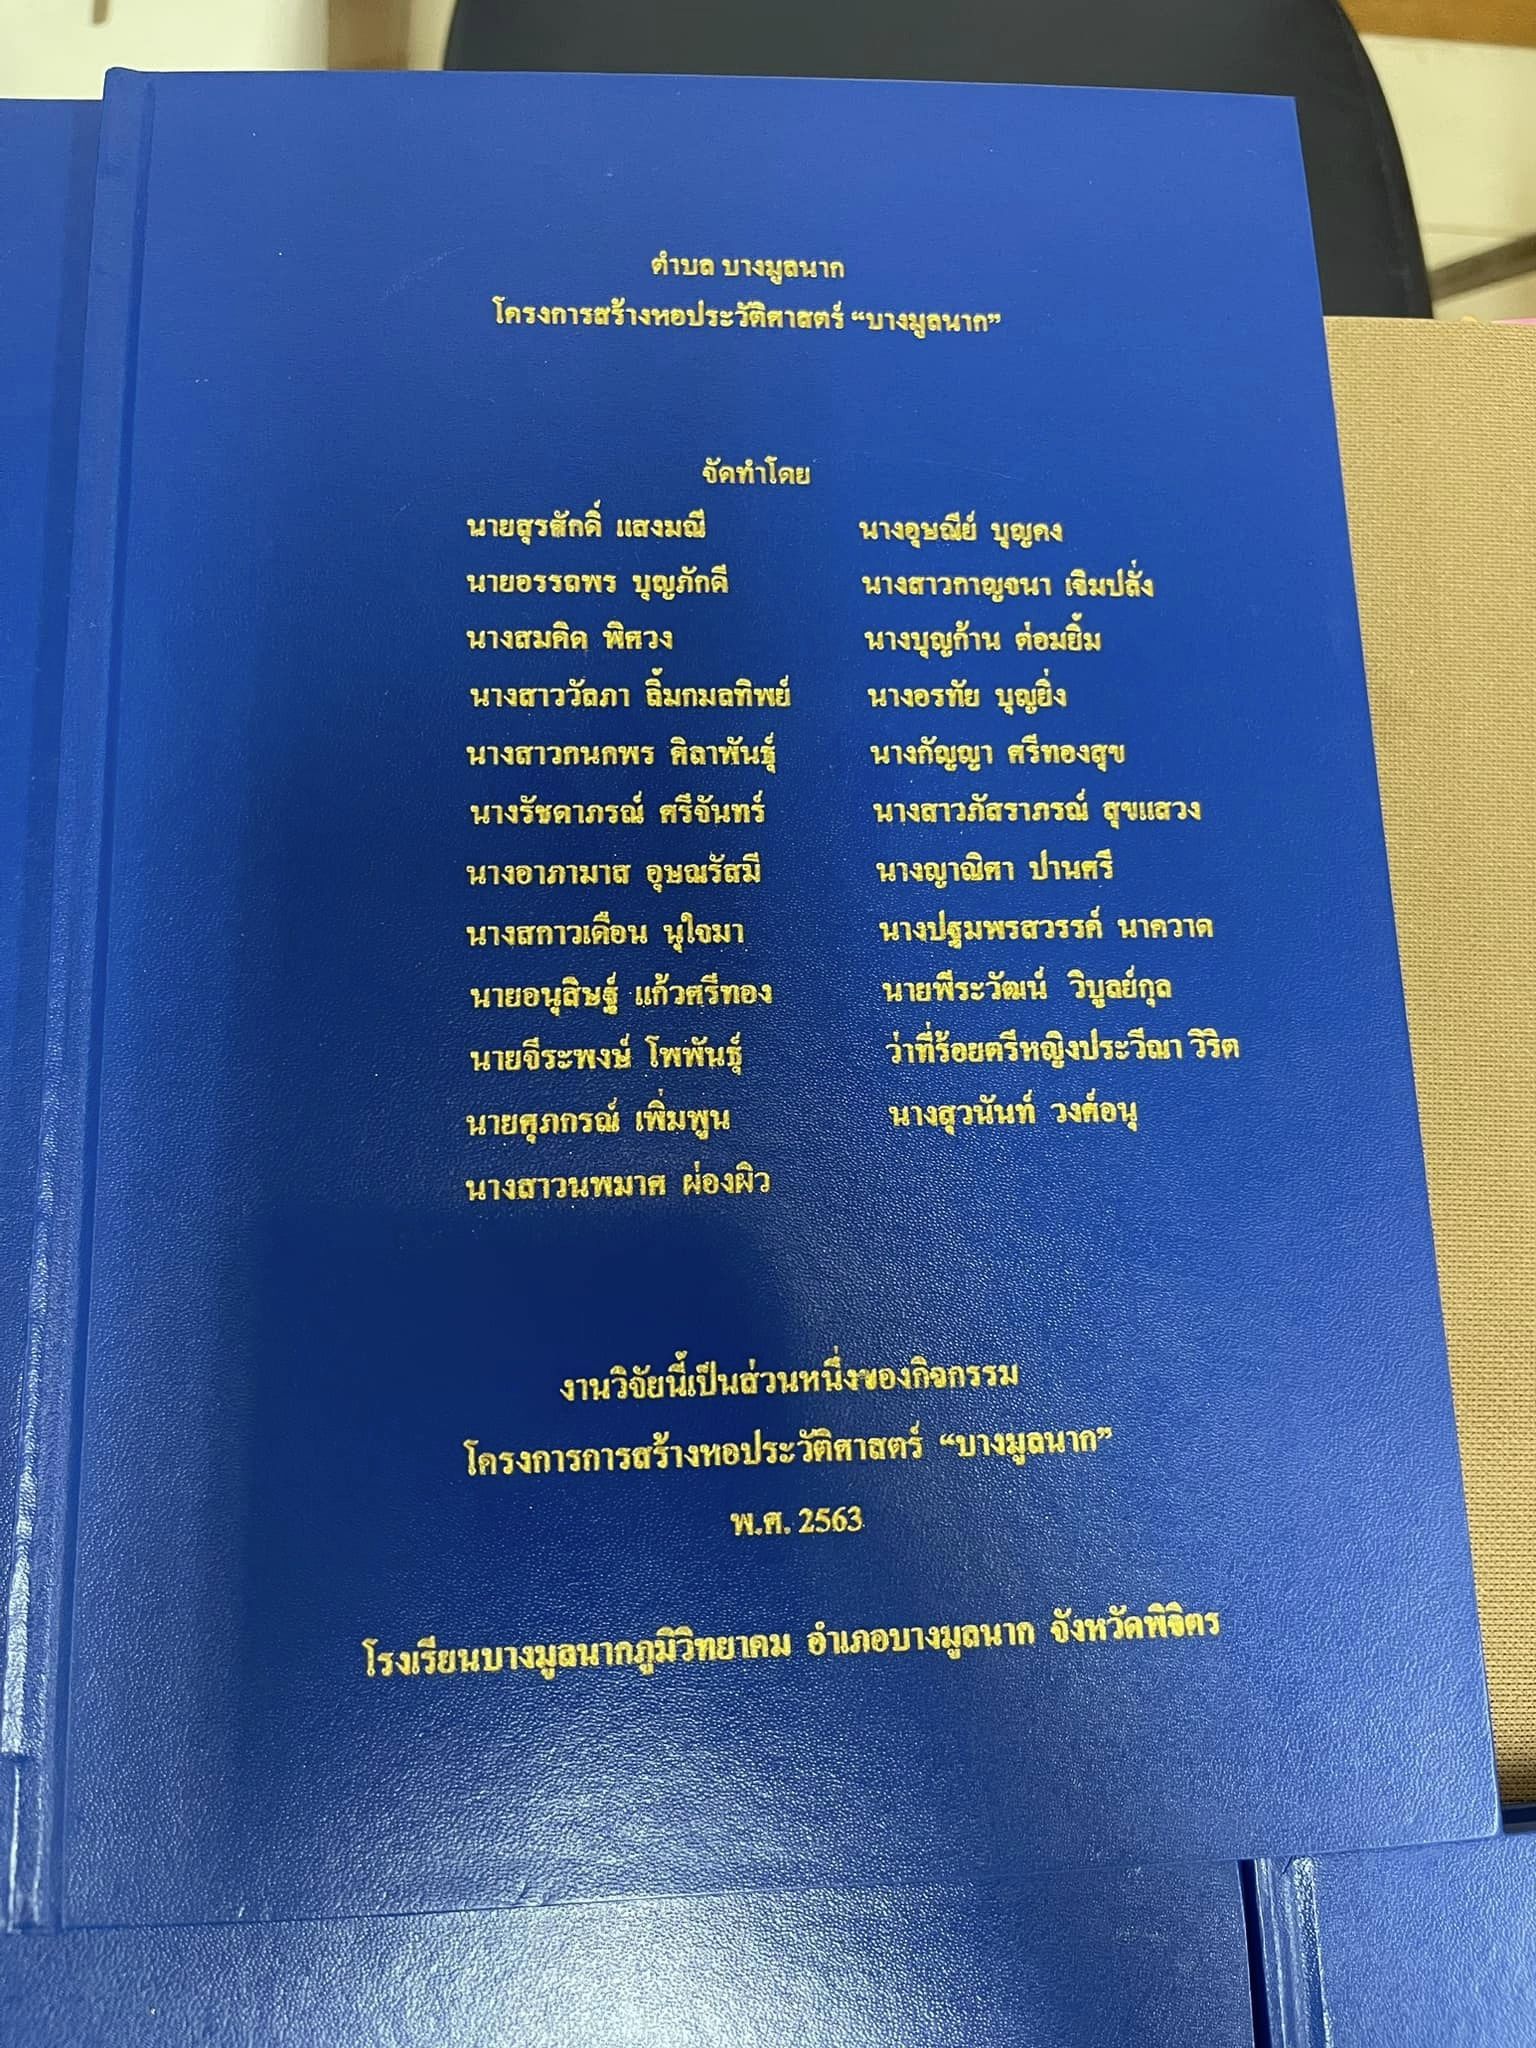 ตำบล บางมูลนาก
โครงการสร้างหอประวัติศาสตร์ “บางมูลนาก”
จัดทำโดย
นายสุรศักดิ์ แสงมณี นางอุษณีย์ บุญคง
นายอรรถพร บุญภักดี นางสาวกาญจนา เชิมปลั่ง
นางสมคิด พิศวง นางบุญก้าน ต่อมยิ้ม
นางสาววัลภา ลิ้มกมลทิพย์ นางอรทัย บุญยิ่ง
นางสาวกนกพร ศิลาพันธุ์ นางกัญญา ศรีทองสุข
นางรัชดาภรณ์ ศรีจันทร์ นางสาวภัสราภรณ์ สุขแสวง
นางอาภามาส อุษณรัสมี นางญาณิศา ปานศรี
นางสกาวเดือน นุใจมา นางปฐมพรสวรรค์ นาควาด
นายอนุสิษฐ์ แก้วศรีทอง นายพีระวัฒน์ วิบูลย์กุล
นายจีระพงษ์ โพพันธุ์ ว่าที่ร้อยตรีหญิงประวีณา วิริต
นายศุภกรณ์ เพิ่มพูน นางสุวนันท์ วงศ์อนุ
นางสาวนพมาศ ผ่องผิว
งานวิจัยนี้เป็นส่วนหนึ่งของกิจกรรม
โครงการการสร้างหอประวัติศาสตร์ “บางมูลนาก”
พ.ศ. 2563
โรงเรียนบางมูลนากภูมิวิทยาคม อำเภอบางมูลนาก จังหวัดพิจิตร